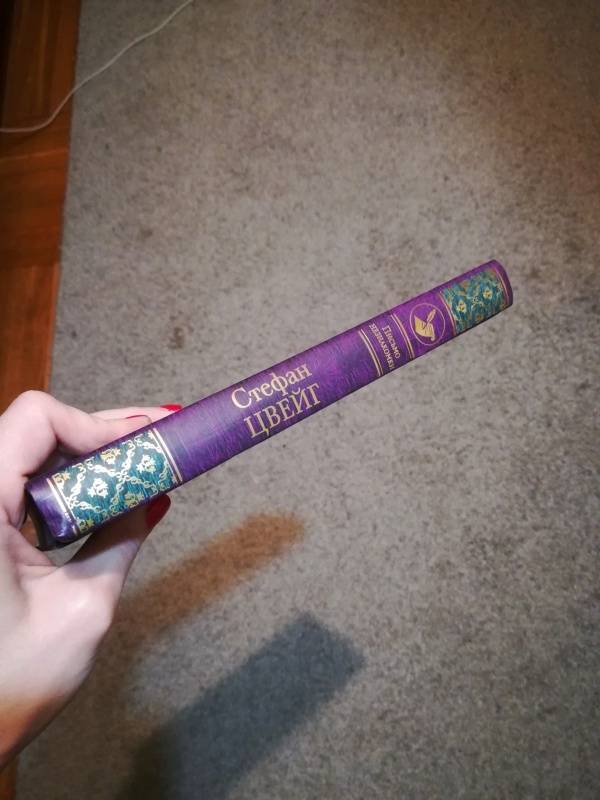 Стефан
ЦВЕЙГ
Письмо
незнакомки